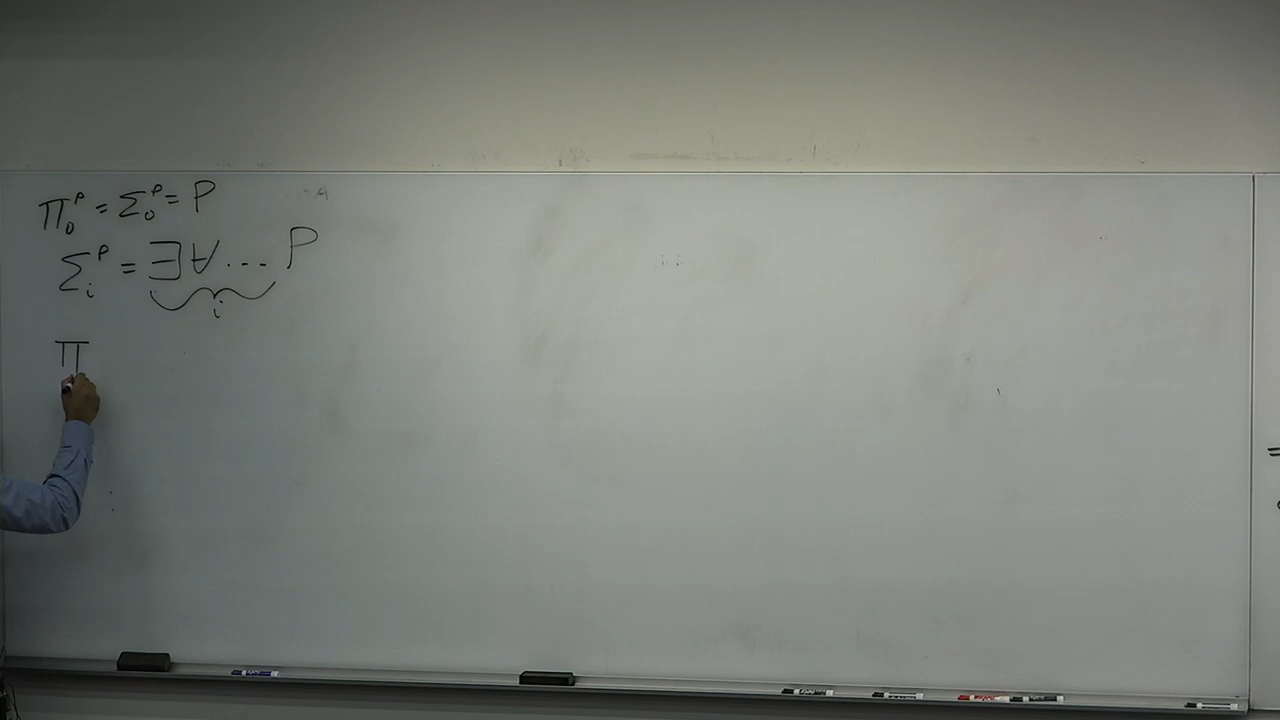 Π₀ᴾ = Σ₀ᴾ = P
Σᵢᴾ = ∃∀... P
i
Π